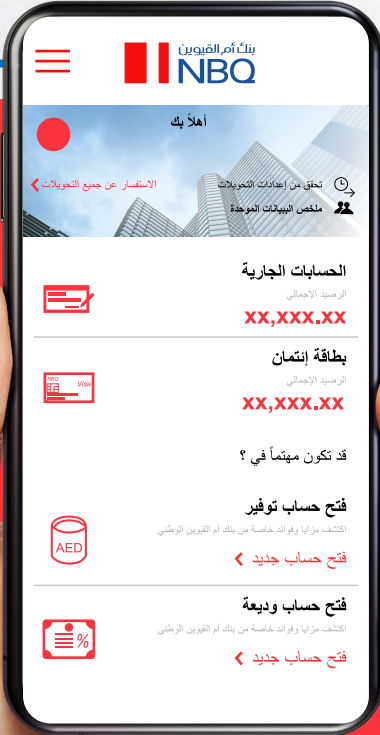 بنك أم القيوين
NBQ
أهلاً بك
تحقق من إعدادات التحويلات
الاستفسار عن جميع التحويلات
ملخص البيبانات الموحدة
الحسابات الجارية
الرصيد الإجمالي
xx,xxx.xx
بطاقة إئتمان
الرصيد الإجمالي
NBQ
Visa
xx,xxx.xx
قد تكون مهتماً في ؟
فتح حساب توفير
اكتشف مزايا وفوائد خاصة من بنك أم القيوين الوطني
AED
فتح حساب جديد
فتح حساب وديعة
اكتشف مزايا وفوائد خاصة من بنك أم القيوين الوطني
%
فتح حساب جديد